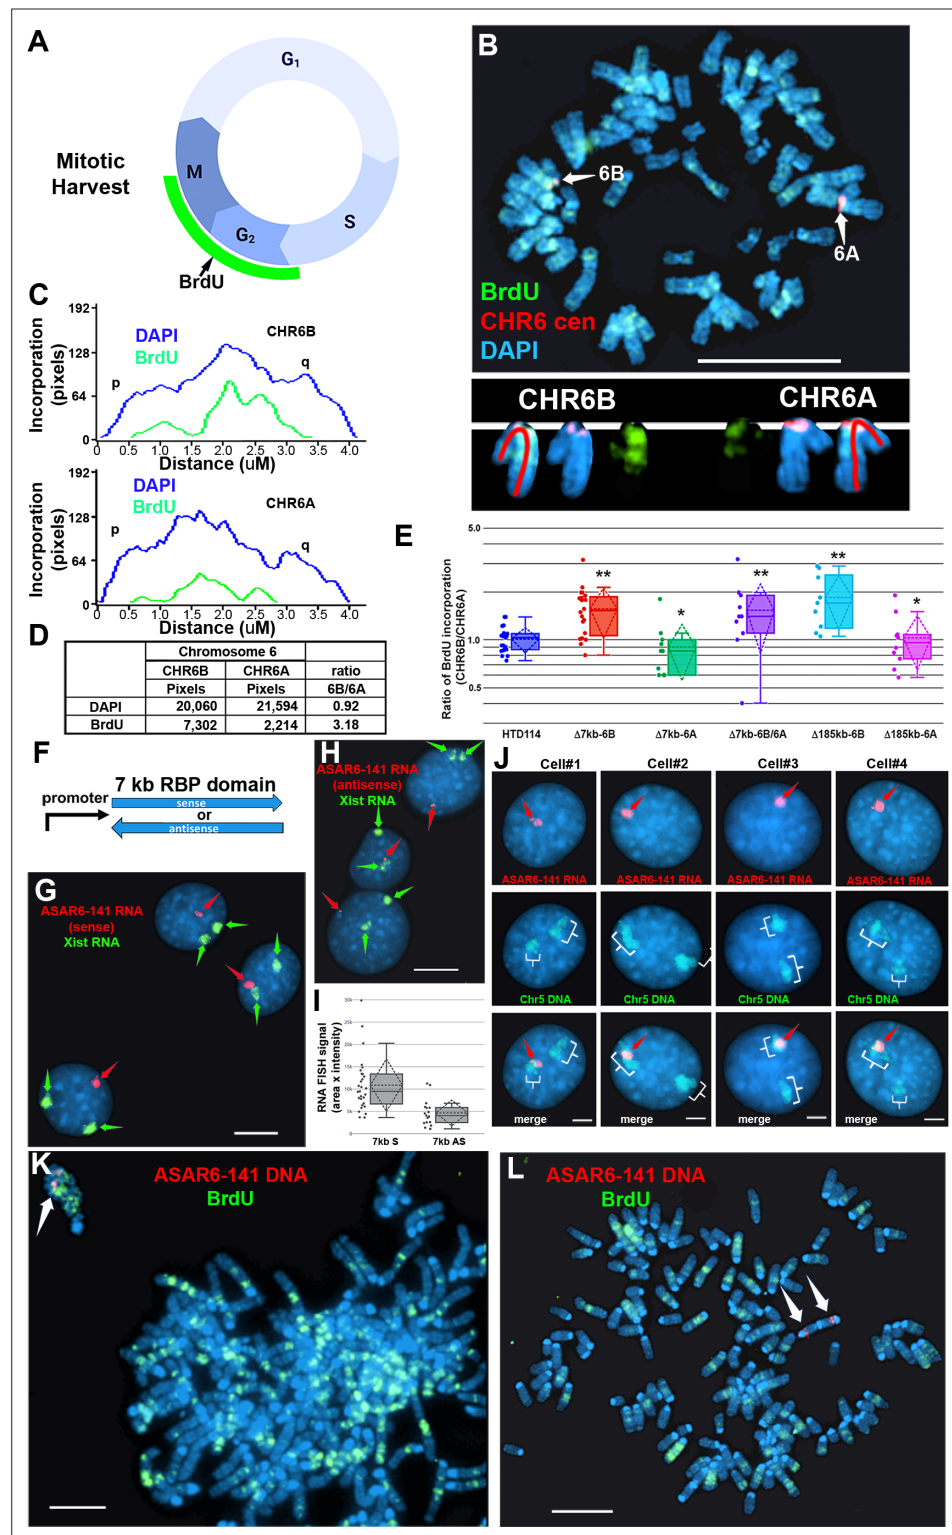 A
G1
M
S
G2
Mitotic
Harvest
BrdU
B
6B
6A
BrdU
CHR6 cen
DAPI
CHR6B
CHR6A
C
192
128
64
0
Incorporation
(pixels)
DAPI
BrdU
CHR6B
p
q
0 0.5 1.0 1.5 2.0 2.5 3.0 3.5 4.0
Distance (uM)
192
128
64
0
Incorporation
(pixels)
DAPI
BrdU
CHR6A
p
q
0 0.5 1.0 1.5 2.0 2.5 3.0 3.5 4.0
Distance (uM)
D
Chromosome 6
CHR6B CHR6A ratio
Pixels Pixels 6B/6A
DAPI 20,060 21,594 0.92
BrdU 7,302 2,214 3.18
E
5.0
1.0
0.5
Ratio of BrdU incorporation
(CHR6B/CHR6A)
** * ** ** *
HTD114 Δ7kb-6B Δ7kb-6A Δ7kb-6B/6A Δ185kb-6B Δ185kb-6A
F
7 kb RBP domain
promoter
sense
or
antisense
G
ASAR6-141 RNA
(sense)
Xist RNA
H
ASAR6-141 RNA
(antisense)
Xist RNA
I
30k
25k
20k
15k
10k
5k
0
RNA FISH signal
(area x intensity)
7kb S 7kb AS
J
Cell#1 Cell#2 Cell#3 Cell#4
ASAR6-141 RNA ASAR6-141 RNA ASAR6-141 RNA ASAR6-141 RNA
Chr5 DNA Chr5 DNA Chr5 DNA Chr5 DNA
merge merge merge merge
K
ASAR6-141 DNA
BrdU
L
ASAR6-141 DNA
BrdU